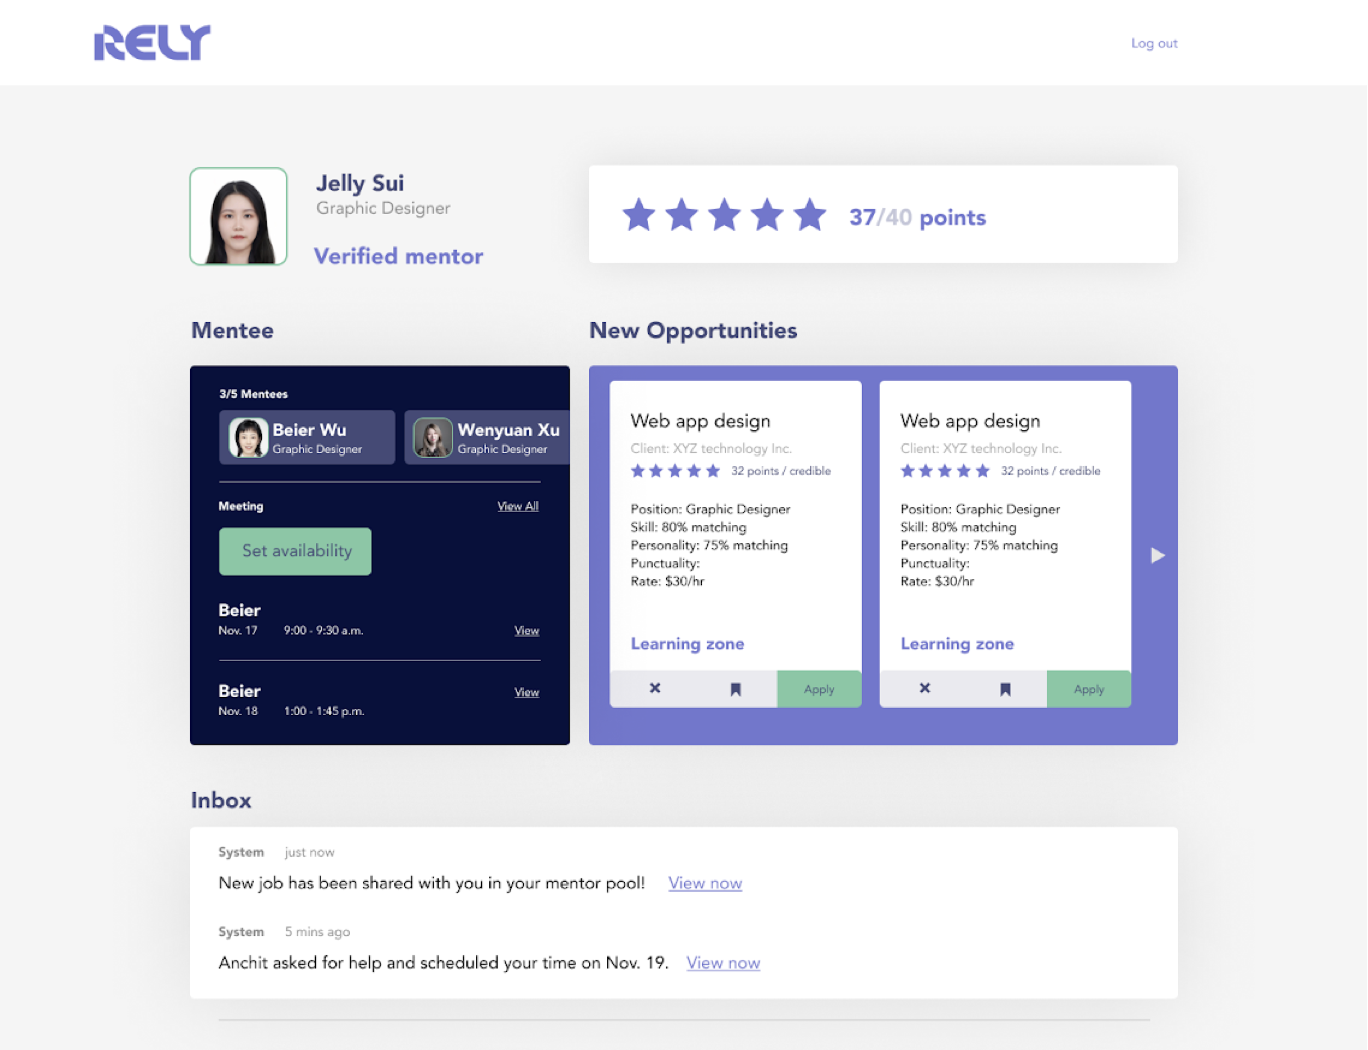 RELY
Log out
Jelly Sui
Graphic Designer
Verified mentor
37/40 points
Mentee
3/5 Mentees
Beier Wu
Graphic Designer
Wenyuan Xu
Graphic Designer
Meeting
View All
Set availability
Beier
Nov. 17 9:00 - 9:30 a.m. View
Beier
View
Nov. 18 1:00 - 1:45 p.m.
New Opportunities
Web app design
Client: XYZ technology Inc.
32 points / credible
Position: Graphic Designer
Skill: 80% matching
Personality: 75% matching
Punctuality:
Rate: $30/hr
Learning zone
Apply
Web app design
Client: XYZ technology Inc.
32 points / credible
Position: Graphic Designer
Skill: 80% matching
Personality: 75% matching
Punctuality:
Rate: $30/hr
Learning zone
Apply
Inbox
System just now
New job has been shared with you in your mentor pool! View now
System 5 mins ago
Anchit asked for help and scheduled your time on Nov. 19. View now